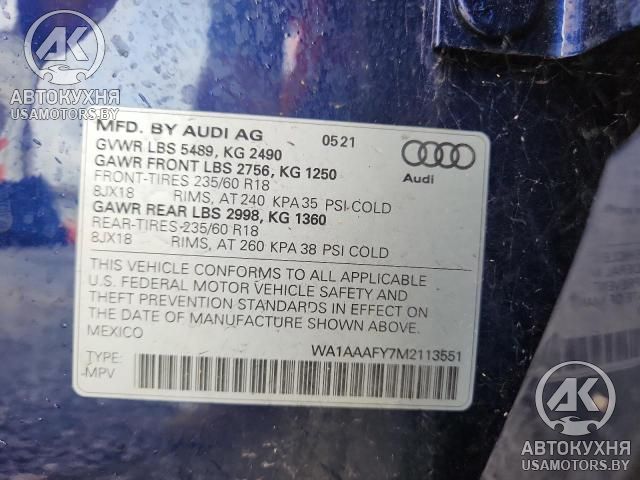 АК
АВТОКУХНЯ
USAMOTORS.BY
MFD. BY AUDI AG 05 21
GVWR LBS 5489, KG 2490
GAWR FRONT LBS 2756, KG 1250
FRONT-TIRES 235/60 R18
8JX18 RIMS, AT 240 KPA 35 PSI COLD
GAWR REAR LBS 2998, KG 1360
REAR-TIRES 235/60 R18
8JX18 RIMS, AT 260 KPA 38 PSI COLD
Audi
THIS VEHICLE CONFORMS TO ALL APPLICABLE
U.S. FEDERAL MOTOR VEHICLE SAFETY AND
THEFT PREVENTION STANDARDS IN EFFECT ON
THE DATE OF MANUFACTURE SHOWN ABOVE.
MEXICO
WA1AAAFY7M2113551
TYPE:
MPV
АК
АВТОКУХНЯ
USAMOTORS.BY